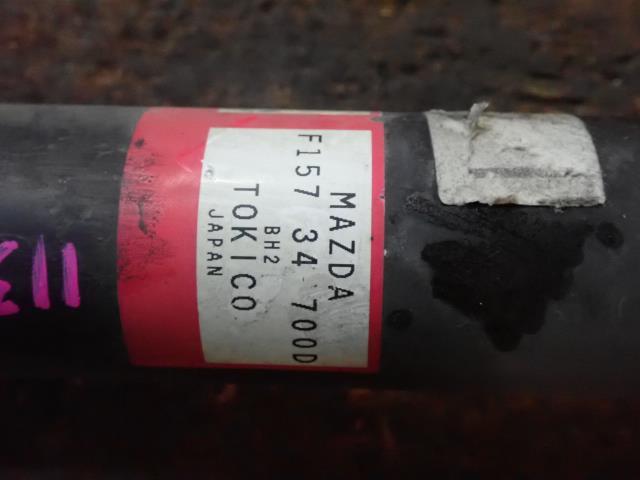 MAZDA
F157 34 700D
BH2
TOKICO
JAPAN